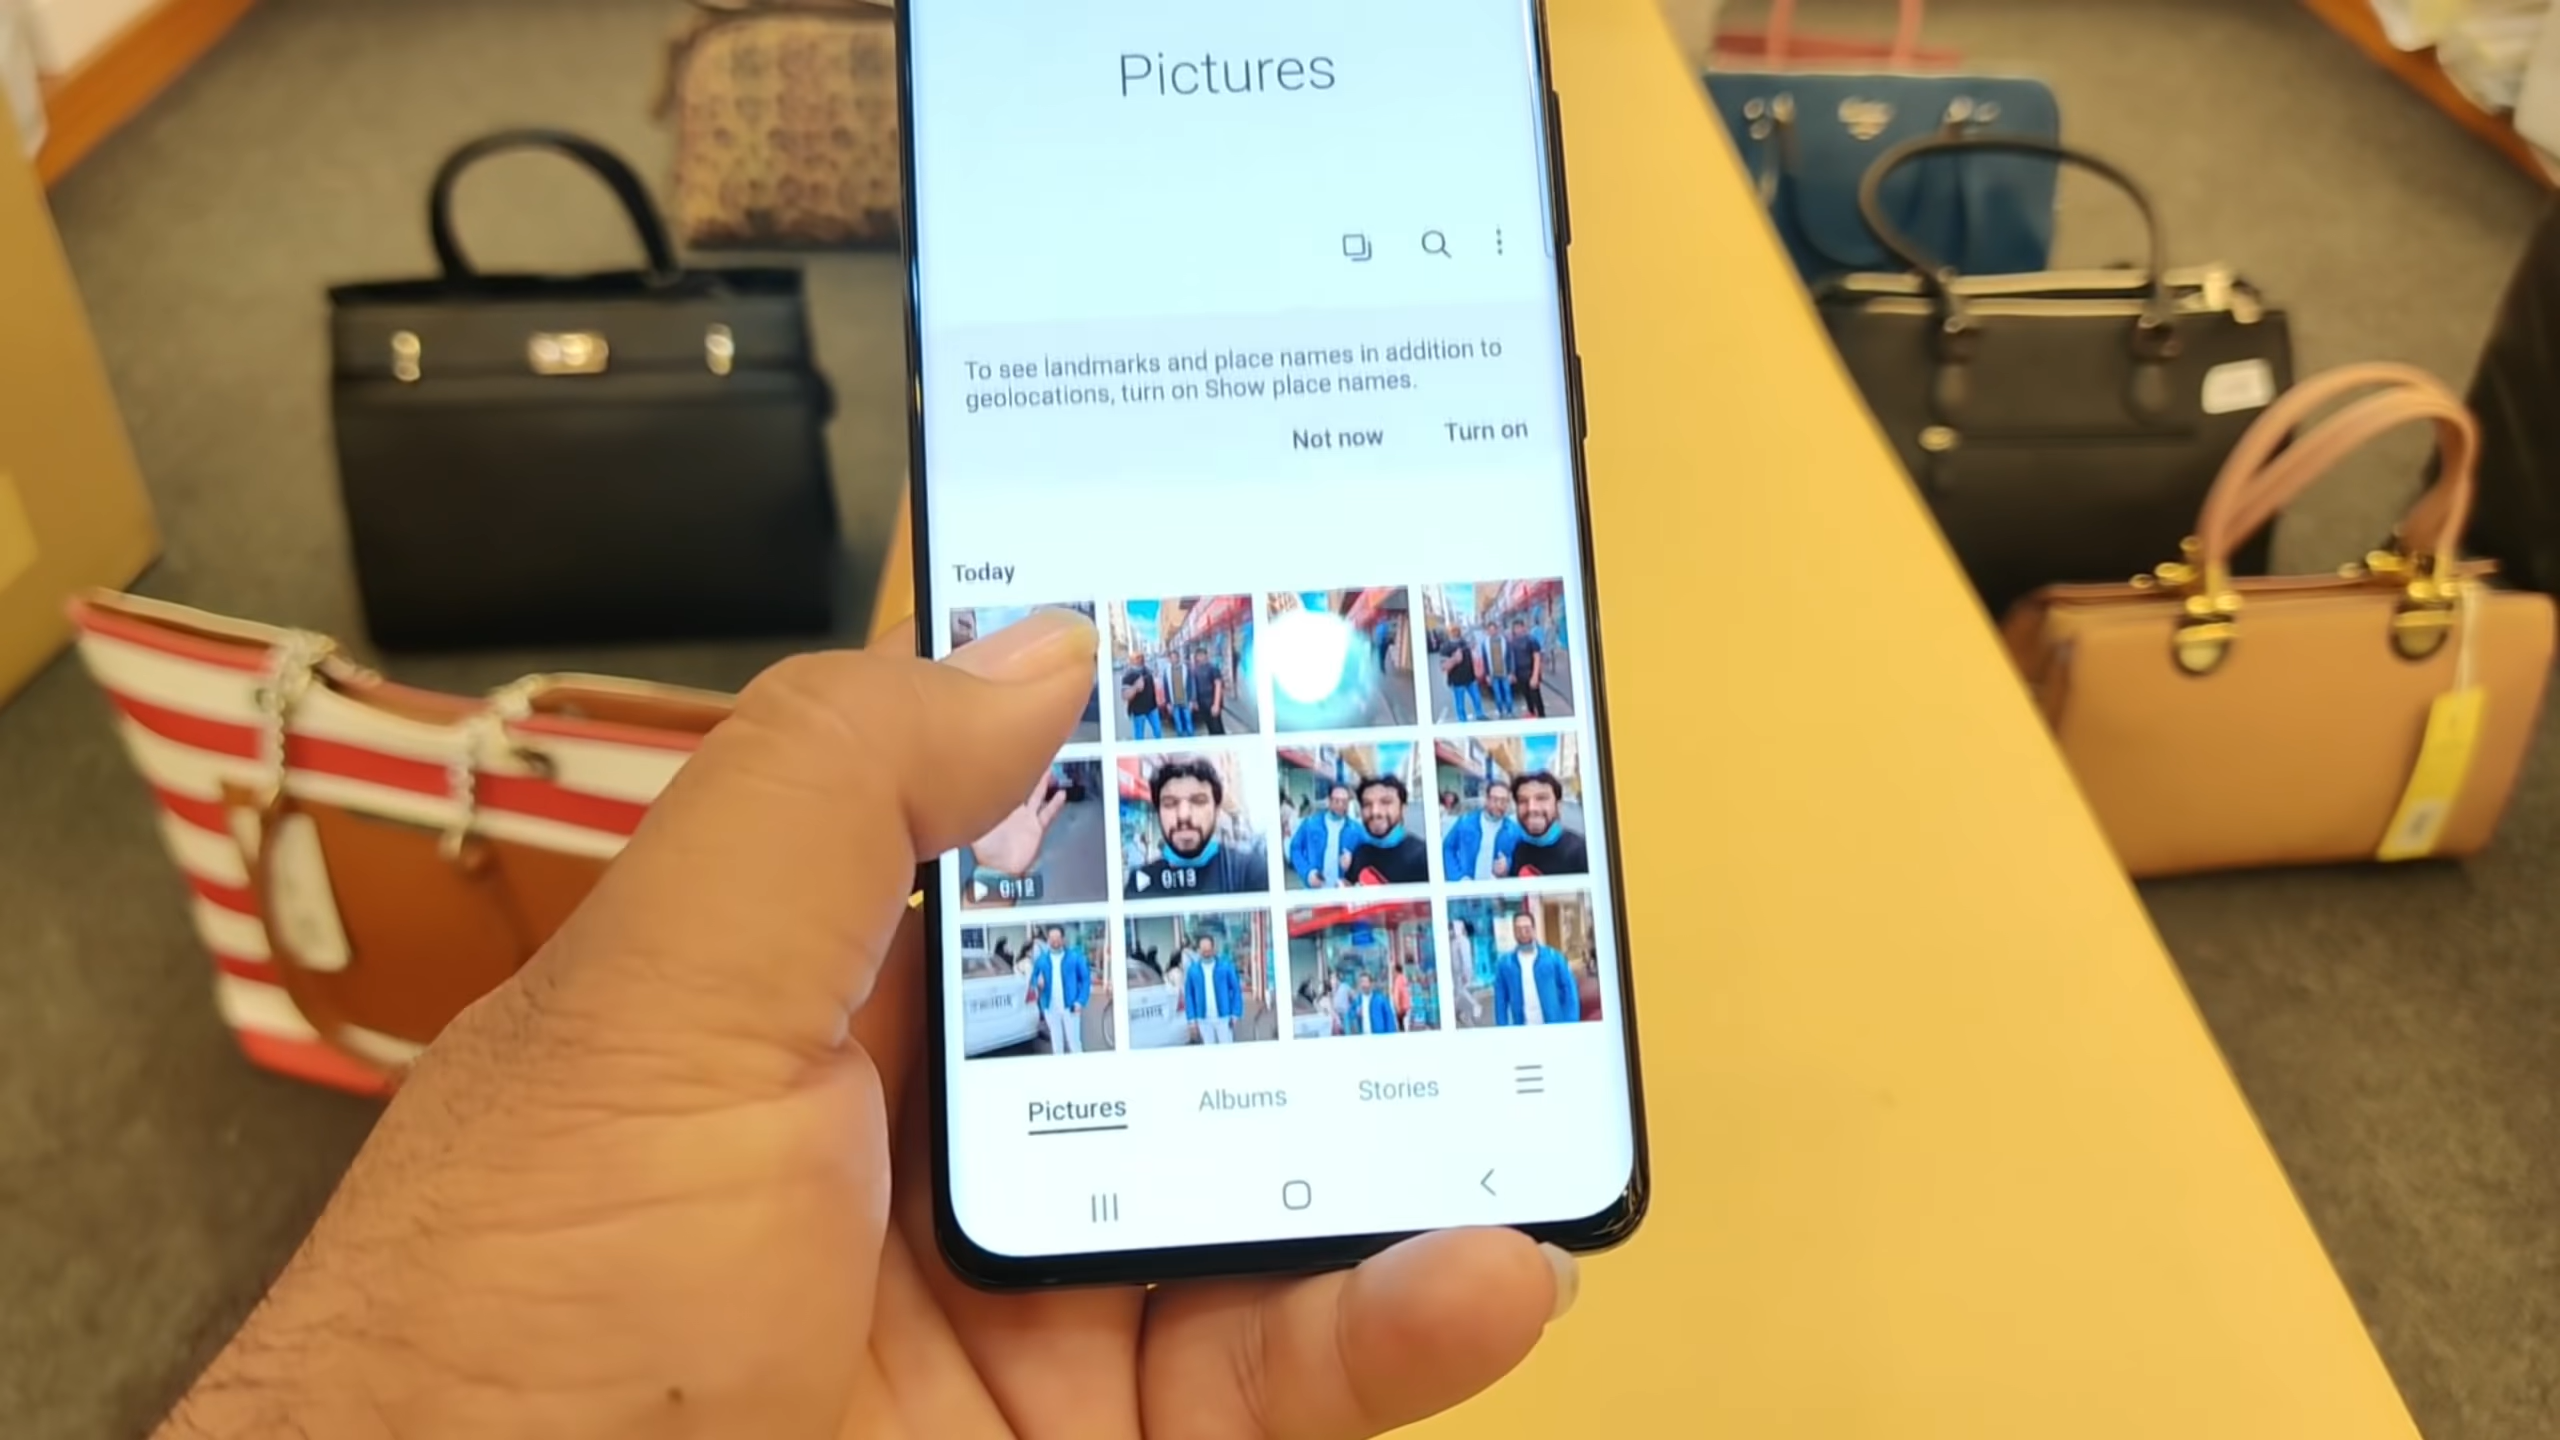 Pictures
To see landmarks and place names in addition to
geolocations, turn on Show place names.
Not now Turn on
Today
0:12
0:13
Pictures Albums Stories